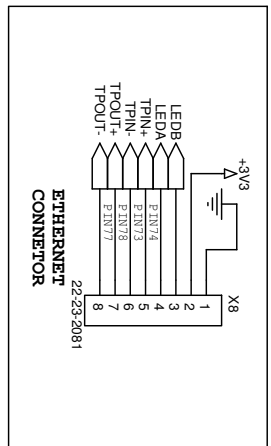 X8
+3V3
1
2
LEDB 3
LEDA 4
PIN74
TPIN+ 5
PIN73
TPIN- 6
PIN78
TPOUT+ 7
PIN77
TPOUT- 8
22-23-2081
ETHERNET
CONNETOR